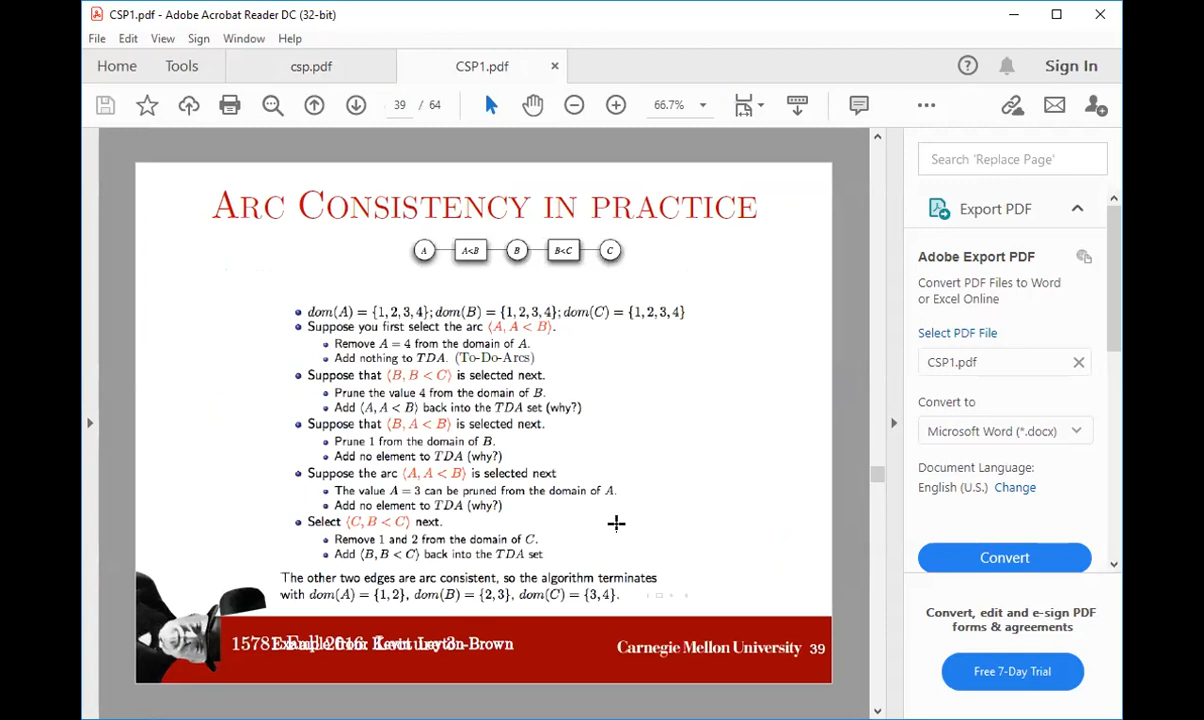 CSP1.pdf - Adobe Acrobat Reader DC (32-bit)
File Edit View Sign Window Help
Home Tools csp.pdf CSP1.pdf × Sign In
39 / 64 66.7%
Search 'Replace Page'
Export PDF
Adobe Export PDF
Convert PDF Files to Word
or Excel Online
Select PDF File
CSP1.pdf
Convert to
Microsoft Word (*.docx)
Document Language:
English (U.S.) Change
Convert
Convert, edit and e-sign PDF
forms & agreements
Free 7-Day Trial
ARC CONSISTENCY IN PRACTICE
A A<B B B<C C
dom(A) = {1, 2, 3, 4}; dom(B) = {1, 2, 3, 4}; dom(C) = {1, 2, 3, 4}
Suppose you first select the arc ⟨A, A < B⟩.
Remove A = 4 from the domain of A.
Add nothing to TDA. (To-Do-Arcs)
Suppose that ⟨B, B < C⟩ is selected next.
Prune the value 4 from the domain of B.
Add ⟨A, A < B⟩ back into the TDA set (why?)
Suppose that ⟨B, A < B⟩ is selected next.
Prune 1 from the domain of B.
Add no element to TDA (why?)
Suppose the arc ⟨A, A < B⟩ is selected next
The value A = 3 can be pruned from the domain of A.
Add no element to TDA (why?)
Select ⟨C, B < C⟩ next.
Remove 1 and 2 from the domain of C.
Add ⟨B, B < C⟩ back into the TDA set
The other two edges are arc consistent, so the algorithm terminates
with dom(A) = {1, 2}, dom(B) = {2, 3}, dom(C) = {3, 4}.
Carnegie Mellon University 39